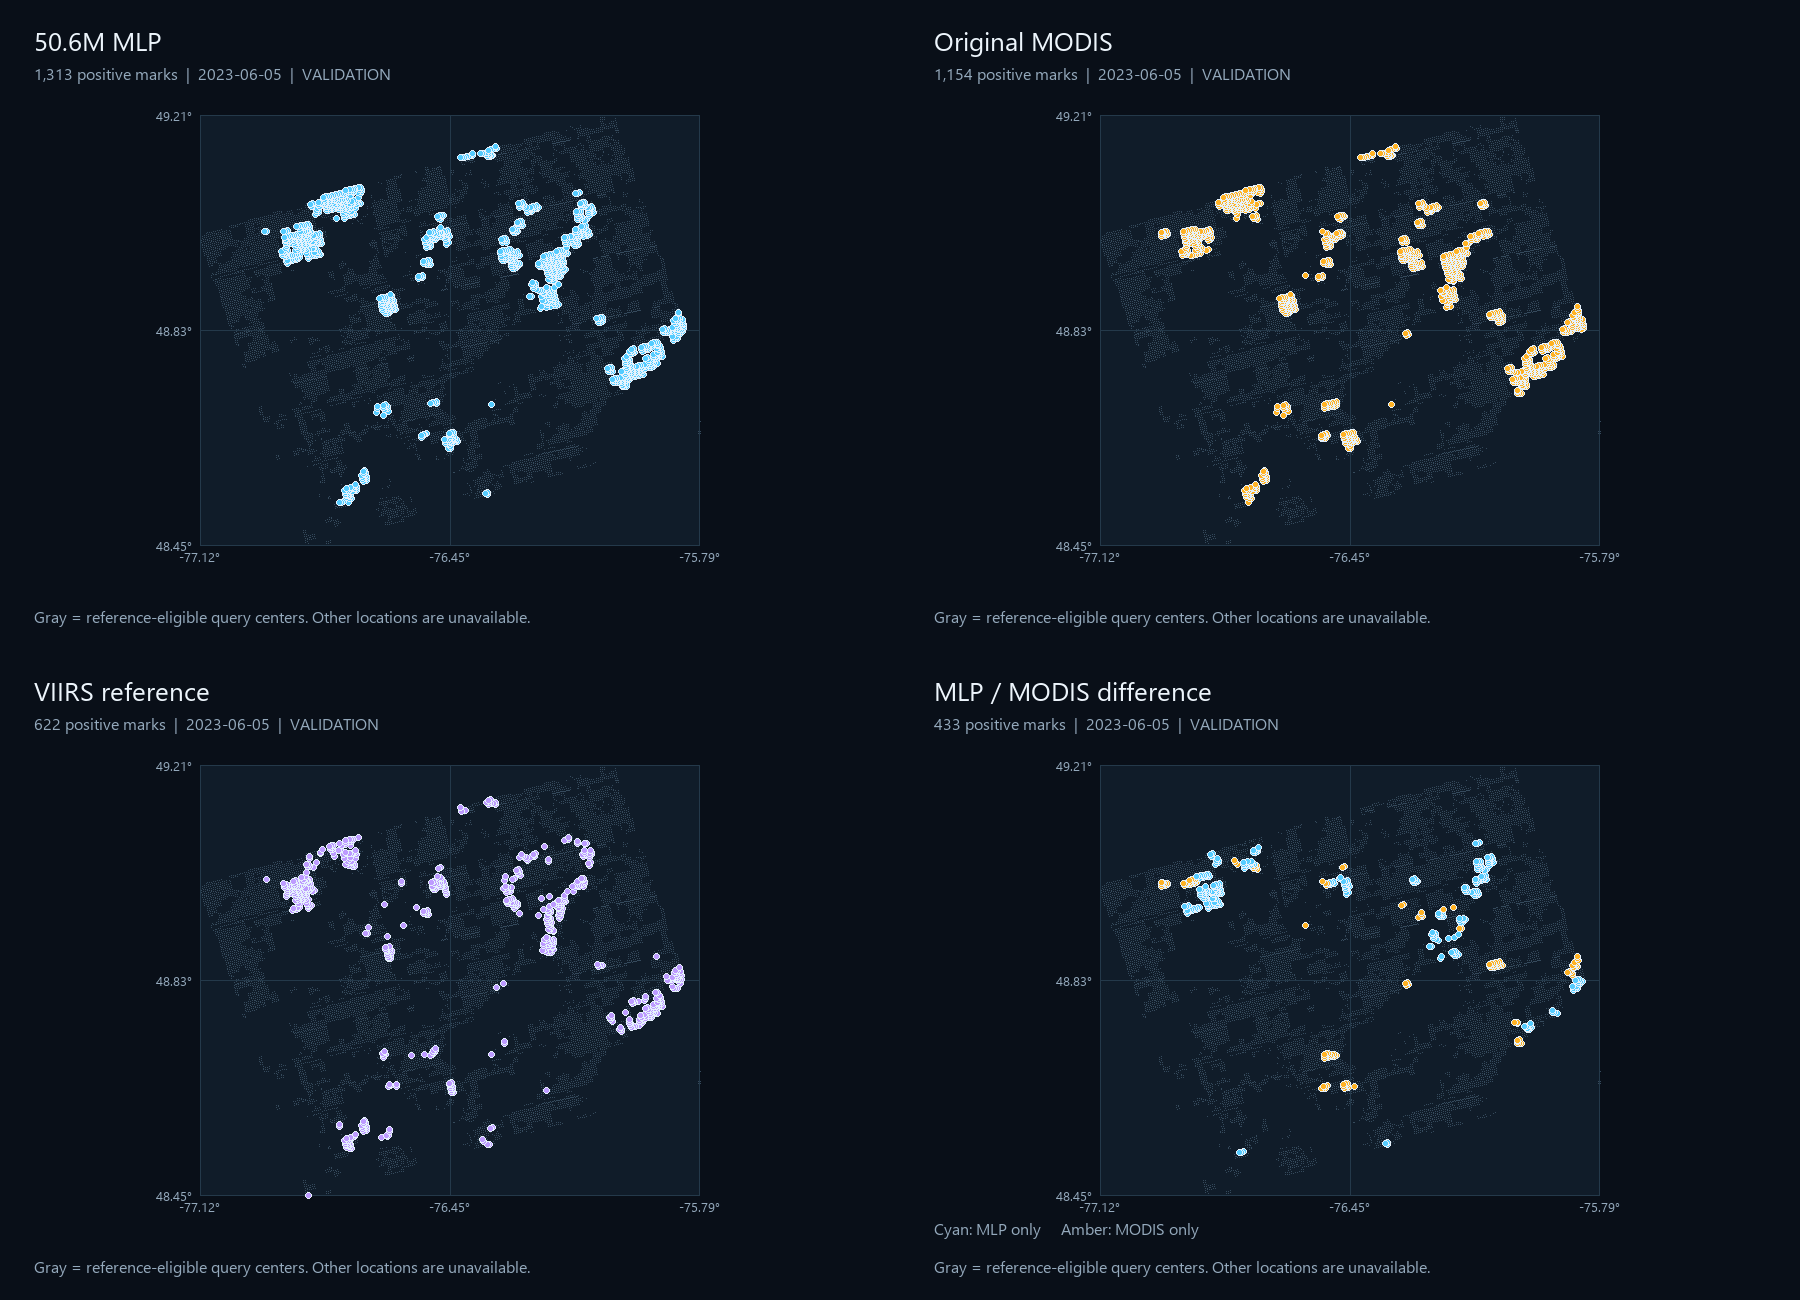 50.6M MLP
1,313 positive marks | 2023-06-05 | VALIDATION
49.21°
48.83°
48.45°
-77.12°
-76.45°
-75.79°
Gray = reference-eligible query centers. Other locations are unavailable.
Original MODIS
1,154 positive marks | 2023-06-05 | VALIDATION
49.21°
48.83°
48.45°
-77.12°
-76.45°
-75.79°
Gray = reference-eligible query centers. Other locations are unavailable.
VIIRS reference
622 positive marks | 2023-06-05 | VALIDATION
49.21°
48.83°
48.45°
-77.12°
-76.45°
-75.79°
Gray = reference-eligible query centers. Other locations are unavailable.
MLP / MODIS difference
433 positive marks | 2023-06-05 | VALIDATION
49.21°
48.83°
48.45°
-77.12°
-76.45°
-75.79°
Cyan: MLP only Amber: MODIS only
Gray = reference-eligible query centers. Other locations are unavailable.